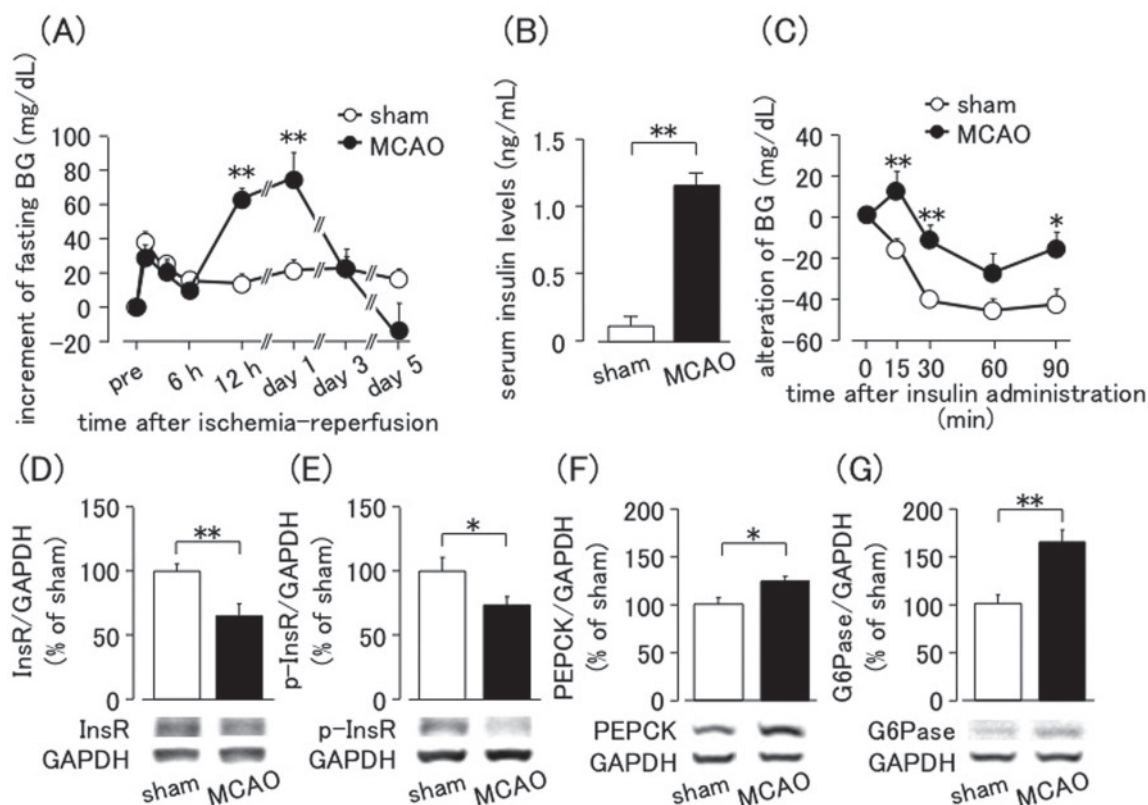 (A)
increment of fasting BG (mg/dL)
100
80
60
40
20
0
-20
sham
MCAO
**
**
pre
6 h
12 h
day 1
day 3
day 5
time after ischemia-reperfusion
(B)
serum insulin levels (ng/mL)
1.5
1.0
0.5
0
**
sham
MCAO
(C)
alteration of BG (mg/dL)
40
20
0
-20
-40
-60
sham
MCAO
**
**
*
0
15
30
60
90
time after insulin administration
(min)
(D)
InsR/GAPDH
(% of sham)
150
100
50
0
**
InsR
GAPDH
sham
MCAO
(E)
p-InsR/GAPDH
(% of sham)
150
100
50
0
*
p-InsR
GAPDH
sham
MCAO
(F)
PEPCK/GAPDH
(% of sham)
200
150
100
50
0
*
PEPCK
GAPDH
sham
MCAO
(G)
G6Pase/GAPDH
(% of sham)
200
150
100
50
0
**
G6Pase
GAPDH
sham
MCAO